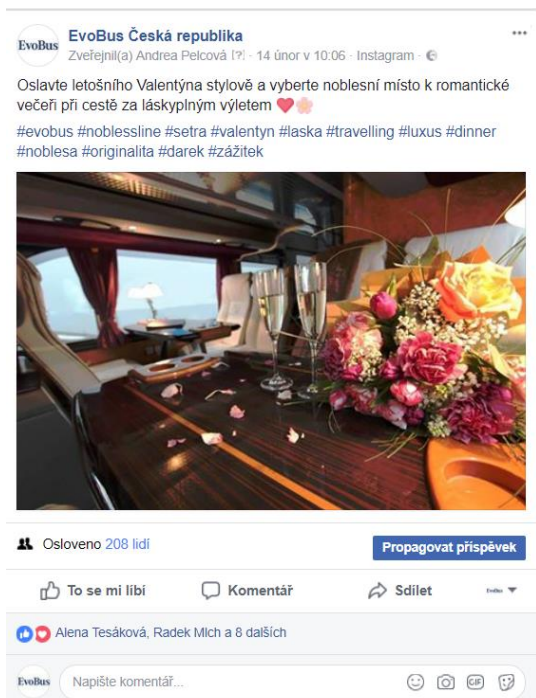 EvoBus
EvoBus Česká republika
Zveřejnil(a) Andrea Pelcová [?] · 14 únor v 10:06 · Instagram ·
Oslavte letošního Valentýna stylově a vyberte noblesní místo k romantické
večeři při cestě za láskyplným výletem ❤️🌸
#evobus #noblessline #setra #valentyn #laska #travelling #luxus #dinner
#noblesa #originalita #darek #zážitek
Osloveno 208 lidí
Propagovat příspěvek
To se mi líbí
Komentář
Sdílet
EvoBus
Alena Tesáková, Radek Mlch a 8 dalších
EvoBus
Napište komentář...
GIF